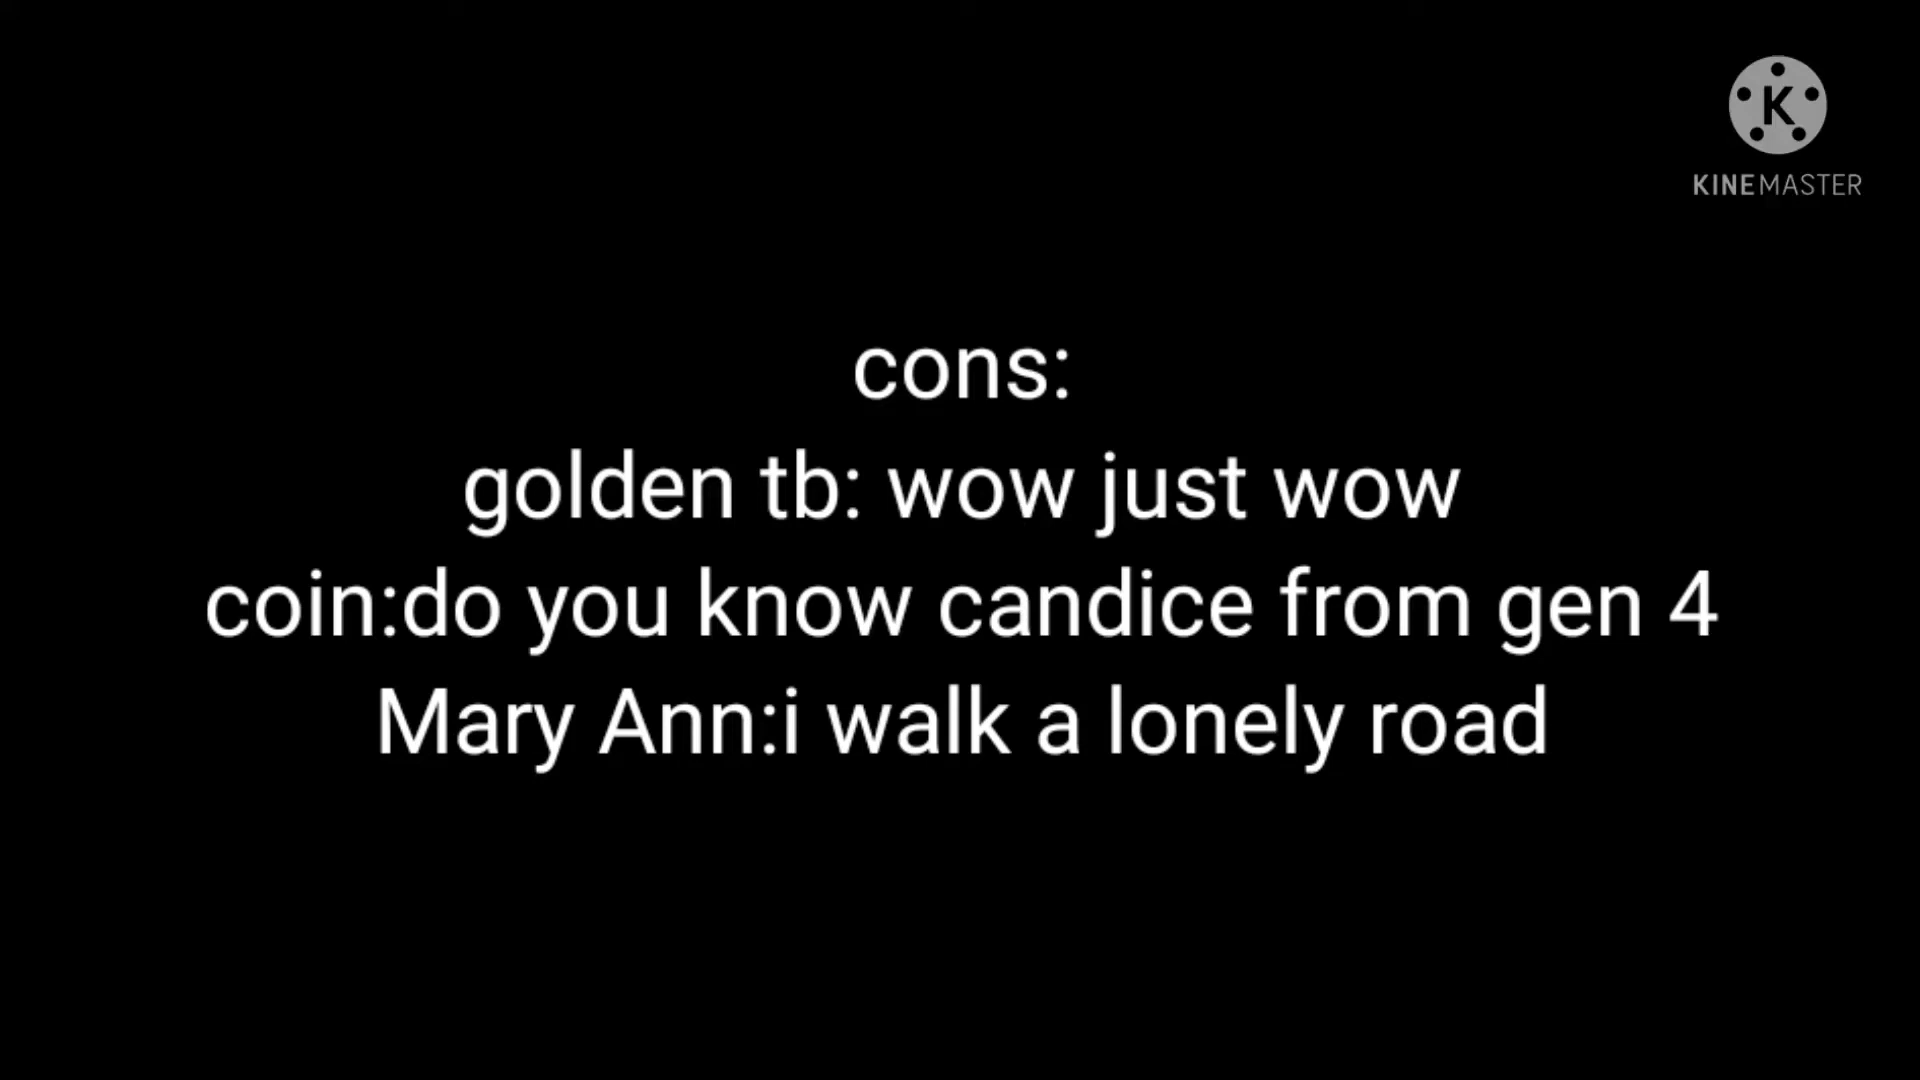 K
KINEMASTER
cons:
golden tb: wow just wow
coin:do you know candice from gen 4
Mary Ann:i walk a lonely road